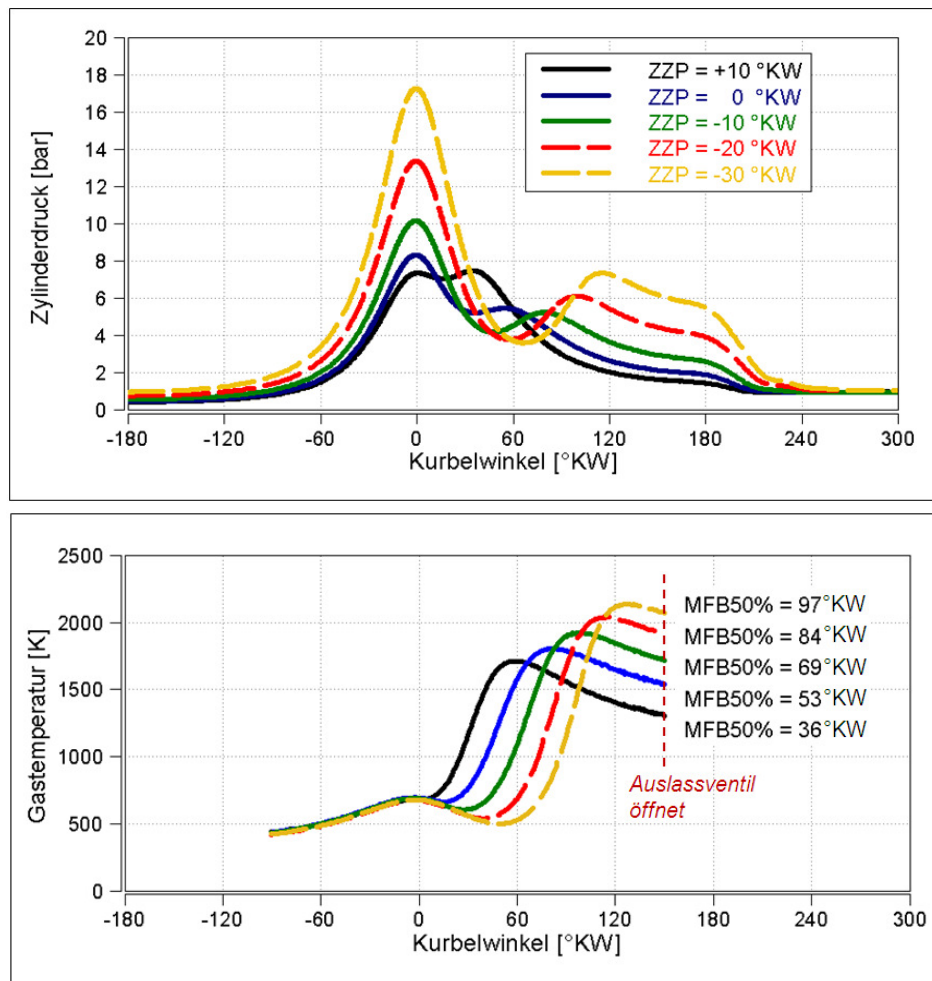 20
18
16
14
12
10
8
6
4
2
0
Zylinderdruck [bar]
ZZP = +10 °KW
ZZP = 0 °KW
ZZP = -10 °KW
ZZP = -20 °KW
ZZP = -30 °KW
-180 -120 -60 0 60 120 180 240 300
Kurbelwinkel [°KW]
2500
2000
1500
1000
500
0
Gastemperatur [K]
MFB50% = 97°KW
MFB50% = 84°KW
MFB50% = 69°KW
MFB50% = 53°KW
MFB50% = 36°KW
Auslassventil
öffnet
-180 -120 -60 0 60 120 180 240 300
Kurbelwinkel [°KW]